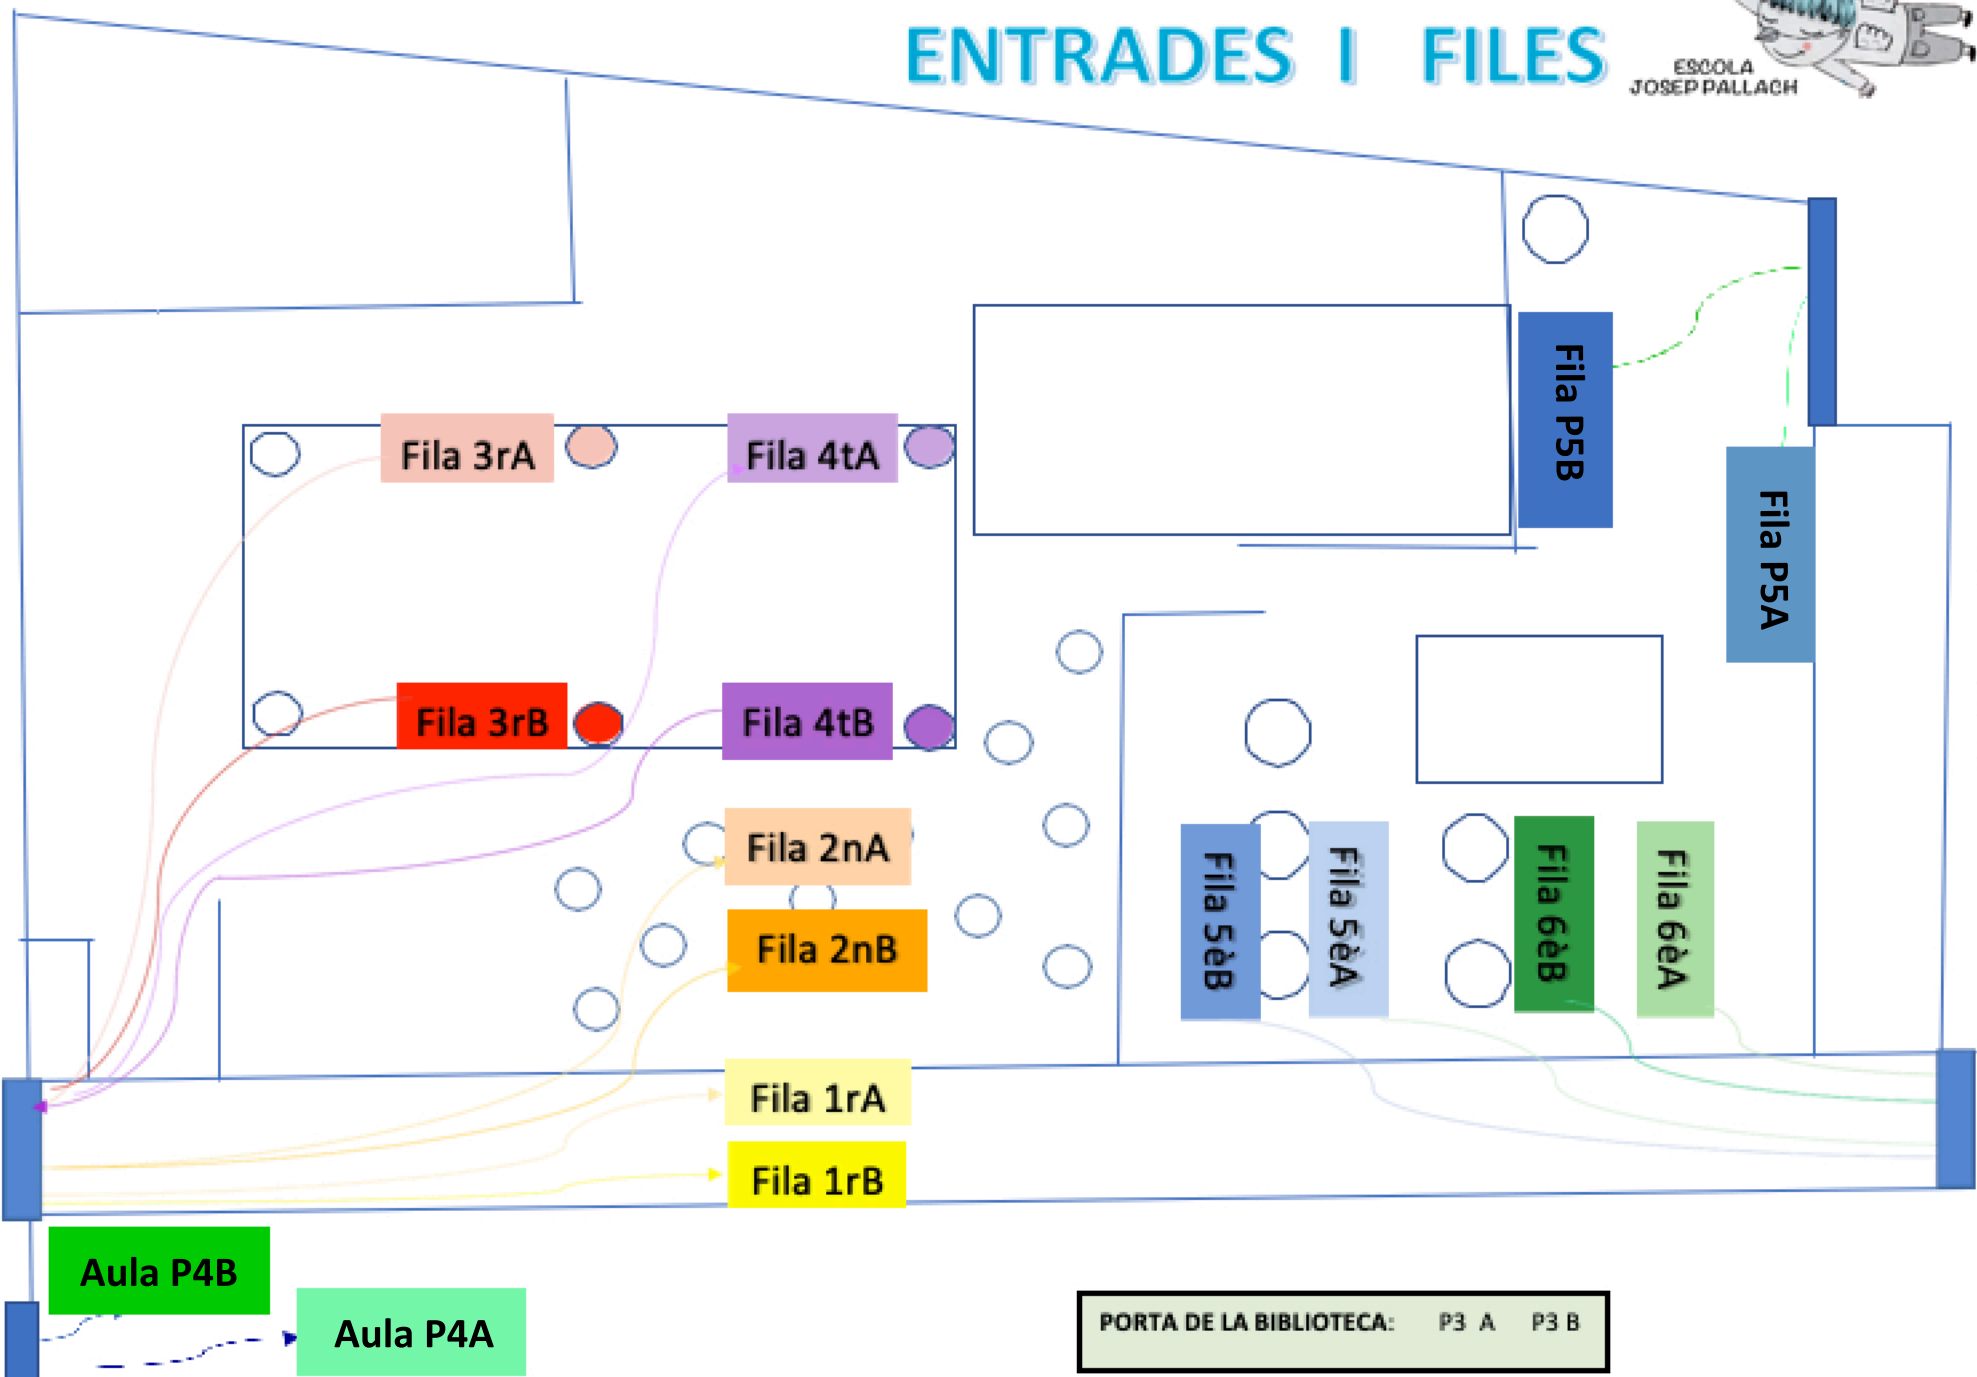 ENTRADES I FILES
ESCOLA
JOSEP PALLACH
Fila P5B
Fila 3rA
Fila 4tA
Fila P5A
Fila 3rB
Fila 4tB
Fila 2nA
Fila 5èB
Fila 5èA
Fila 6èB
Fila 6èA
Fila 2nB
Fila 1rA
Fila 1rB
Aula P4B
Aula P4A
PORTA DE LA BIBLIOTECA: P3 A P3 B